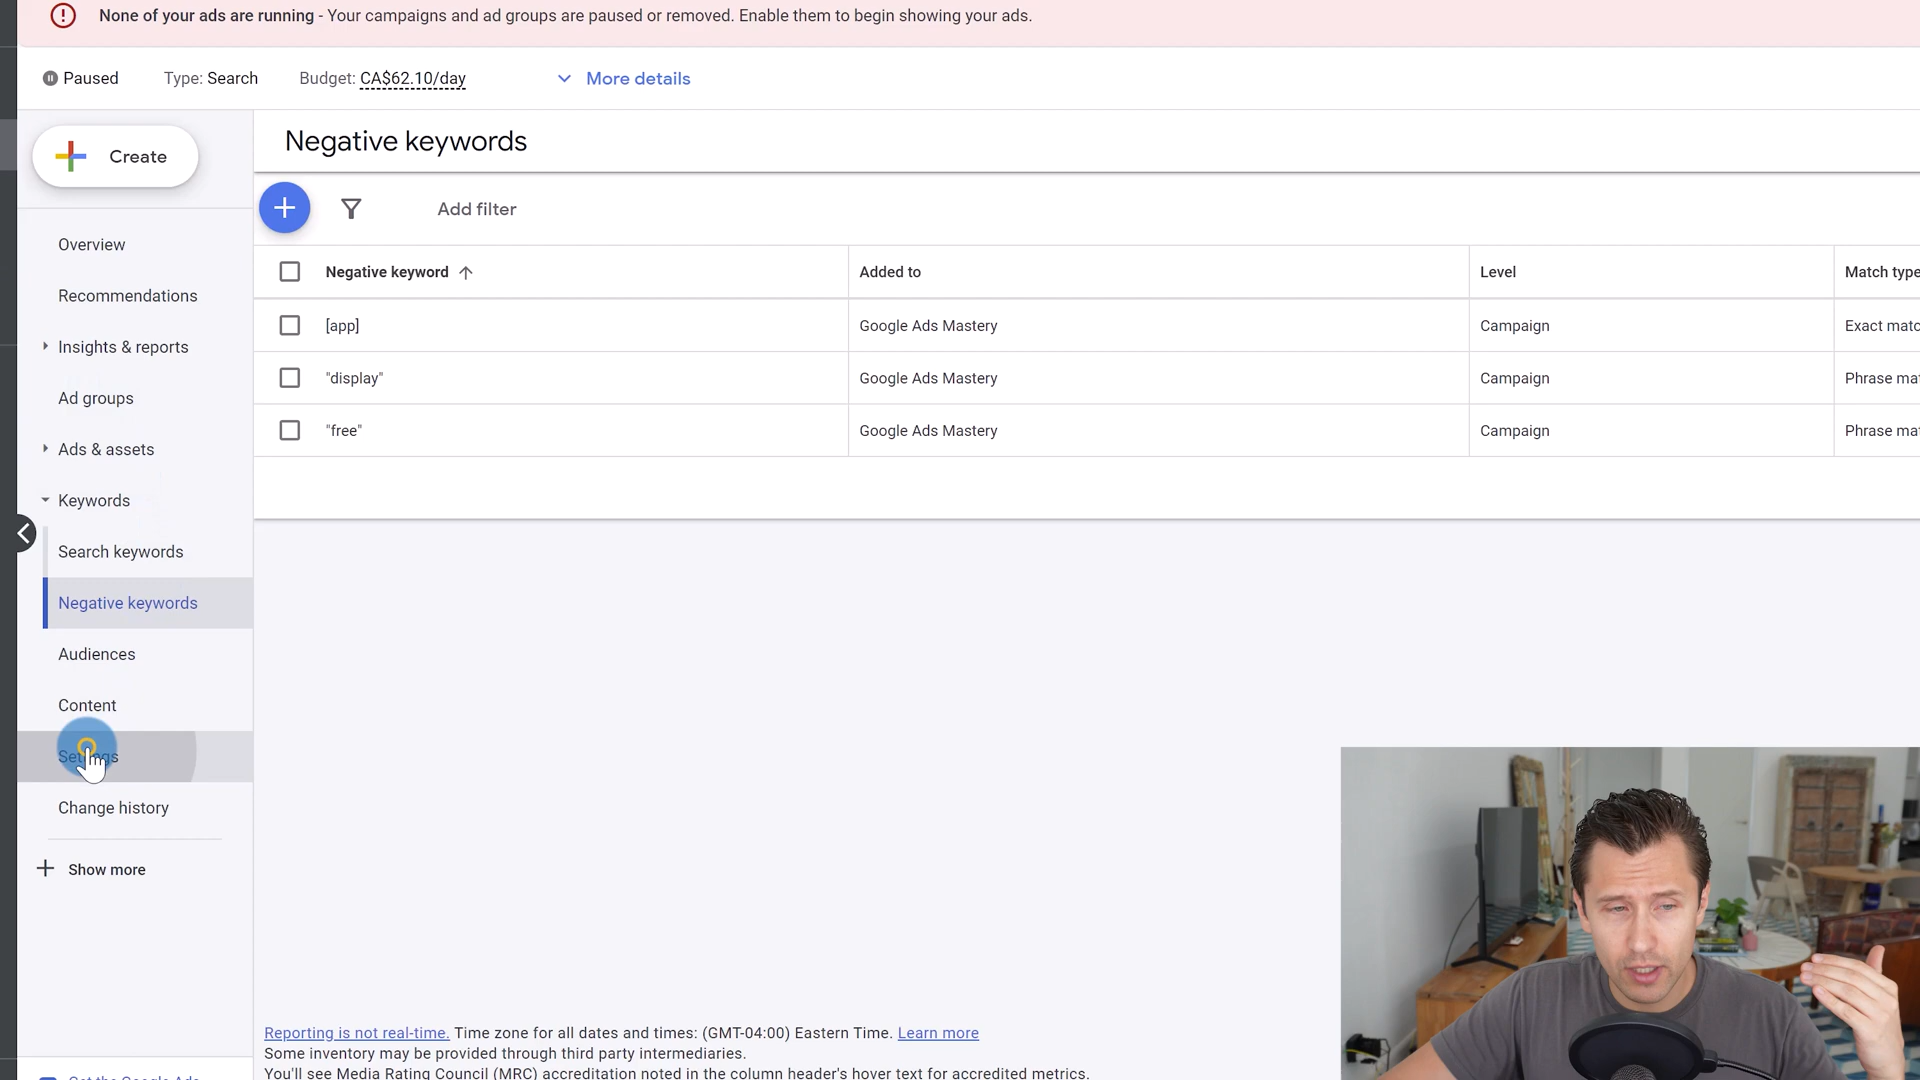 None of your ads are running - Your campaigns and ad groups are paused or removed. Enable them to begin showing your ads.
Paused Type: Search Budget: CA$62.10/day More details
Create
Negative keywords
Add filter
Negative keyword Added to Level Match type
[app] Google Ads Mastery Campaign Exact matc
"display" Google Ads Mastery Campaign Phrase mat
"free" Google Ads Mastery Campaign Phrase mat
Overview
Recommendations
Insights & reports
Ad groups
Ads & assets
Keywords
Search keywords
Negative keywords
Audiences
Content
Settings
Change history
Show more
Reporting is not real-time. Time zone for all dates and times: (GMT-04:00) Eastern Time. Learn more
Some inventory may be provided through third party intermediaries.
You'll see Media Rating Council (MRC) accreditation noted in the column header's hover text for accredited metrics.
Get the Google Ads